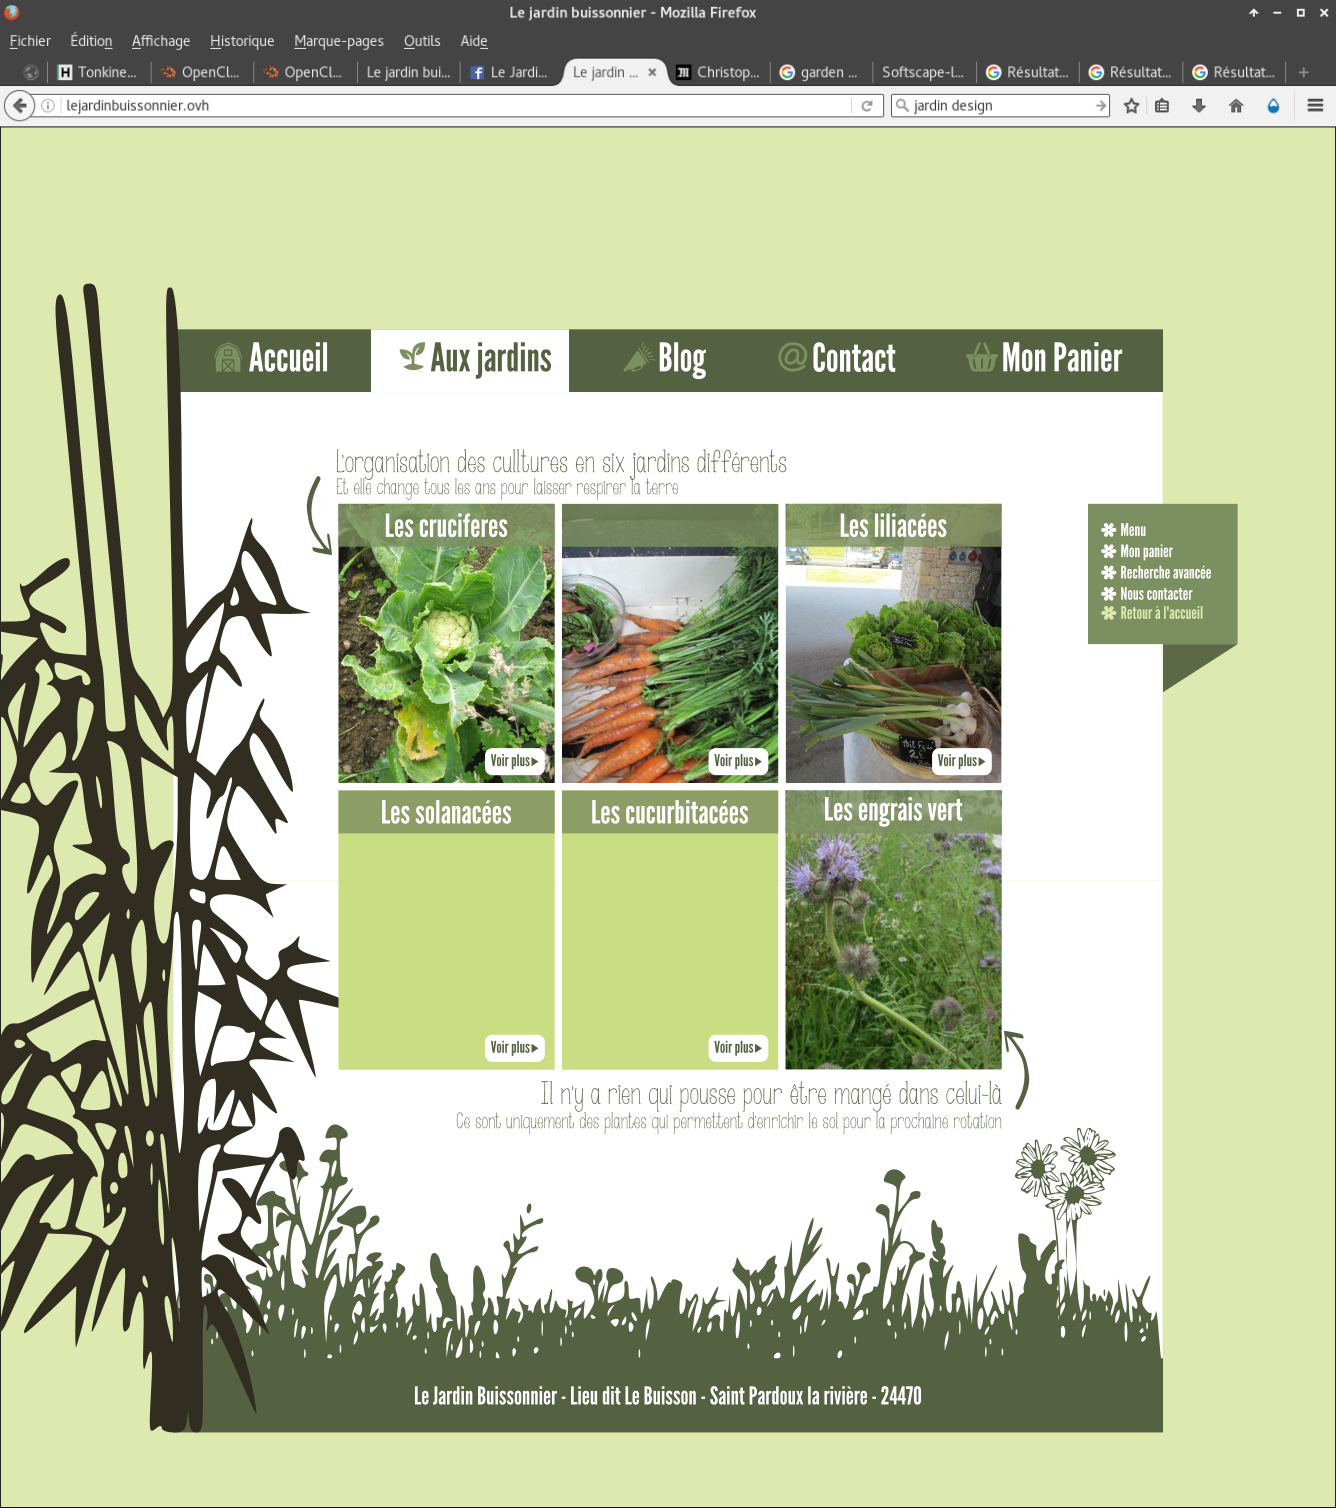 Le jardin buissonnier - Mozilla Firefox
Fichier Édition Affichage Historique Marque-pages Outils Aide
Tonkine... OpenCl... OpenCl... Le jardin bui... Le Jardi... Le jardin ... Christop... garden ... Softscape-l... Résultat... Résultat... Résultat...
lejardinbuissonnier.ovh jardin design
Accueil Aux jardins Blog @ Contact Mon Panier
L'organisation des cullturеs en six jardins différents
Et elle change tous les ans pour laisser respirer la terre
Les cruciferes Les liliacées
Menu
Mon panier
Recherche avancée
Nous contacter
Retour à l'accueil
Voir plus Voir plus Voir plus
Les solanacées Les cucurbitacées Les engrais vert
Voir plus Voir plus
Il n'y a rien qui pousse pour être mangé dans celui-là
Ce sont uniquement des plantes qui permettent d'enrichir le sol pour la prochaine rotation
Le Jardin Buissonnier - Lieu dit Le Buisson - Saint Pardoux la rivière - 24470